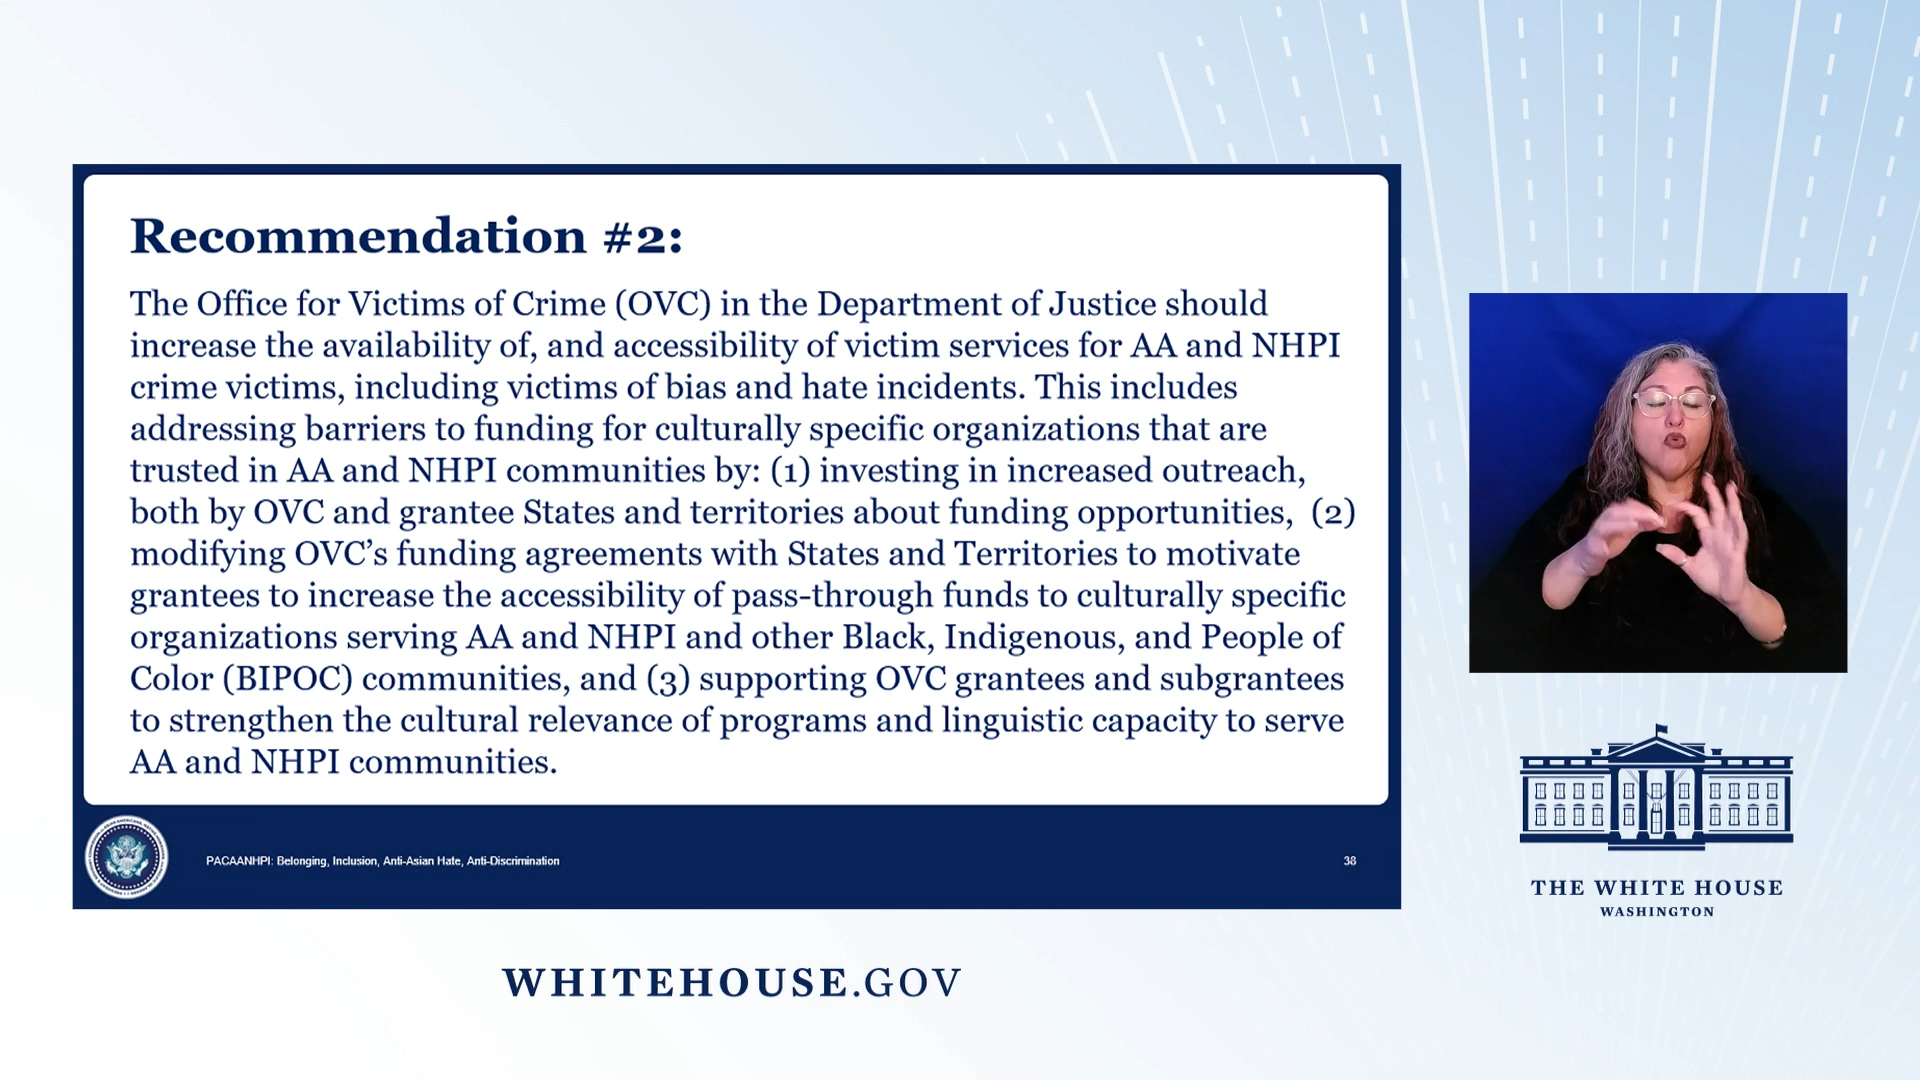 Recommendation #2:
The Office for Victims of Crime (OVC) in the Department of Justice should
increase the availability of, and accessibility of victim services for AA and NHPI
crime victims, including victims of bias and hate incidents. This includes
addressing barriers to funding for culturally specific organizations that are
trusted in AA and NHPI communities by: (1) investing in increased outreach,
both by OVC and grantee States and territories about funding opportunities,  (2)
modifying OVC’s funding agreements with States and Territories to motivate
grantees to increase the accessibility of pass-through funds to culturally specific
organizations serving AA and NHPI and other Black, Indigenous, and People of
Color (BIPOC) communities, and (3) supporting OVC grantees and subgrantees
to strengthen the cultural relevance of programs and linguistic capacity to serve
AA and NHPI communities.
PACAANHPI: Belonging, Inclusion, Anti-Asian Hate, Anti-Discrimination
38
THE WHITE HOUSE
WASHINGTON
WHITEHOUSE.GOV